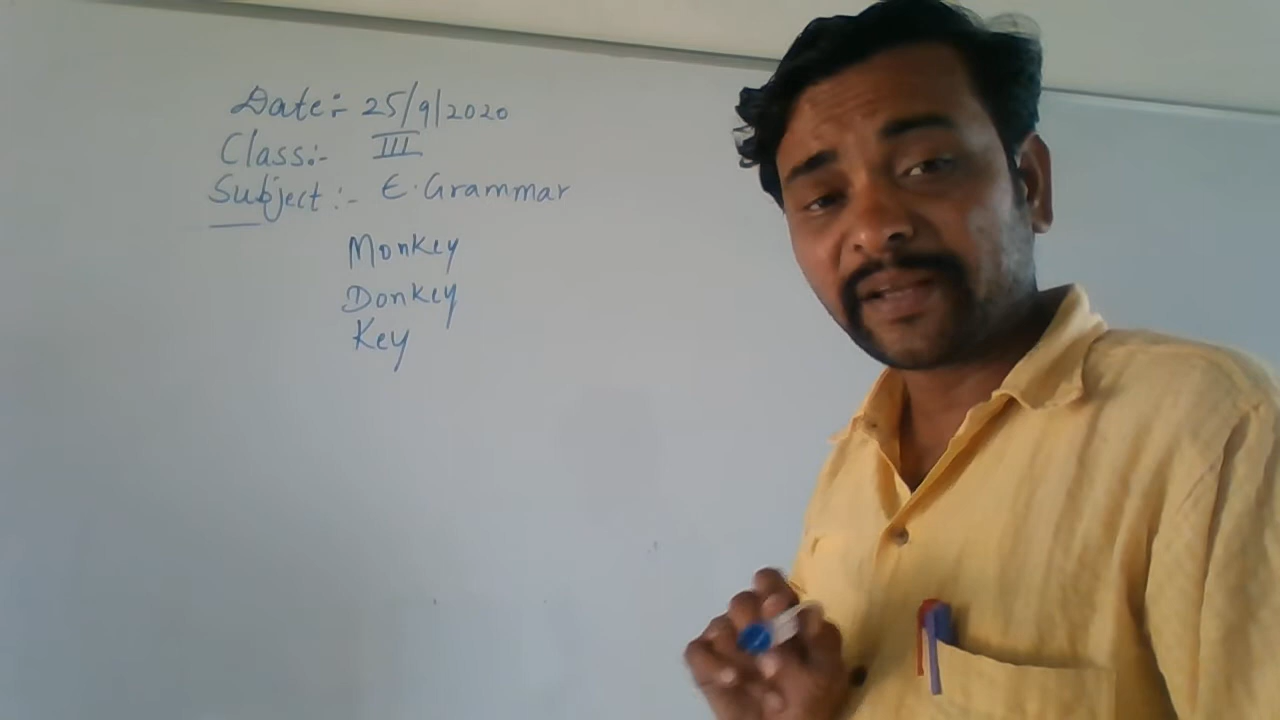 Date:- 25/9/2020
Class:- III
Subject:- E. Grammar
Monkey
Donkey
Key